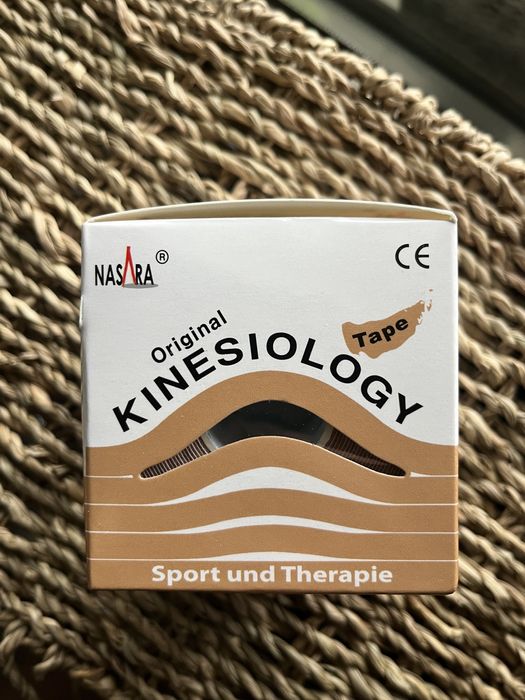 NASARA®
CE
Original
KINESIOLOGY
Tape
Sport und Therapie